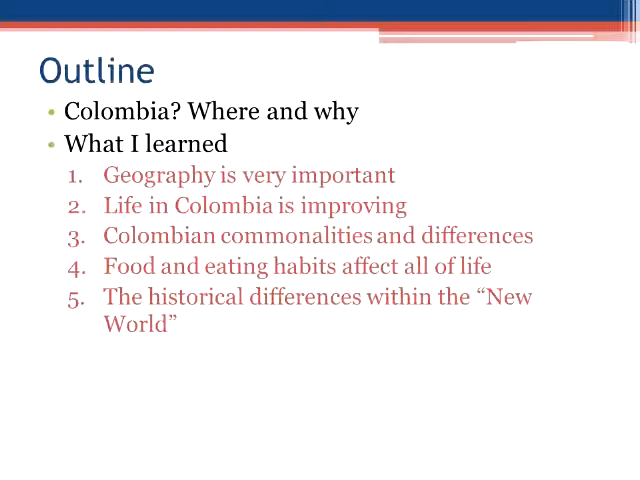 Outline
• Colombia? Where and why
• What I learned
1. Geography is very important
2. Life in Colombia is improving
3. Colombian commonalities and differences
4. Food and eating habits affect all of life
5. The historical differences within the “New
World”